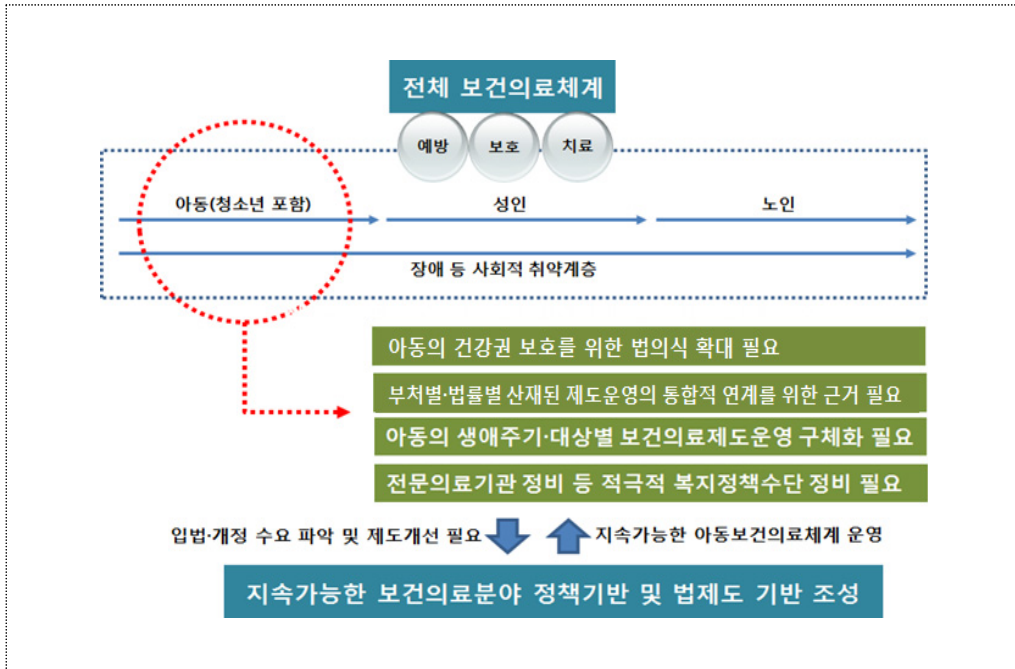 전체 보건의료체계
예방 보호 치료
아동(청소년 포함) 성인 노인
장애 등 사회적 취약계층
아동의 건강권 보호를 위한 법의식 확대 필요
부처별·법률별 산재된 제도운영의 통합적 연계를 위한 근거 필요
아동의 생애주기·대상별 보건의료제도운영 구체화 필요
전문의료기관 정비 등 적극적 복지정책수단 정비 필요
입법·개정 수요 파악 및 제도개선 필요 지속가능한 아동보건의료체계 운영
지속가능한 보건의료분야 정책기반 및 법제도 기반 조성